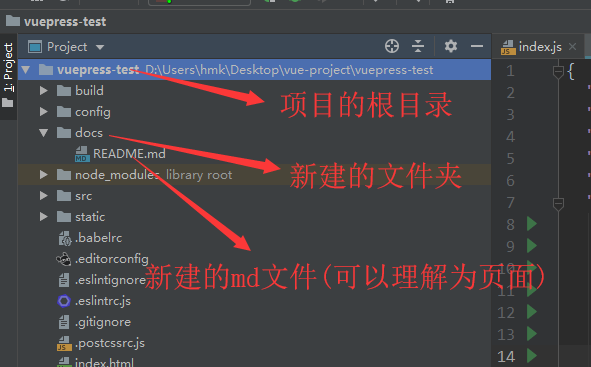 vuepress-test
1: Project
Project
index.js
vuepress-test D:\Users\hmk\Desktop\vue-project\vuepress-test
build
config
docs
README.md
node_modules library root
src
static
.babelrc
.editorconfig
.eslintignore
.eslintrc.js
.gitignore
.postcssrc.js
index.html
项目的根目录
新建的文件夹
新建的md文件(可以理解为页面)
1
{
2
3
4
5
6
7
8
9
10
11
12
13
14